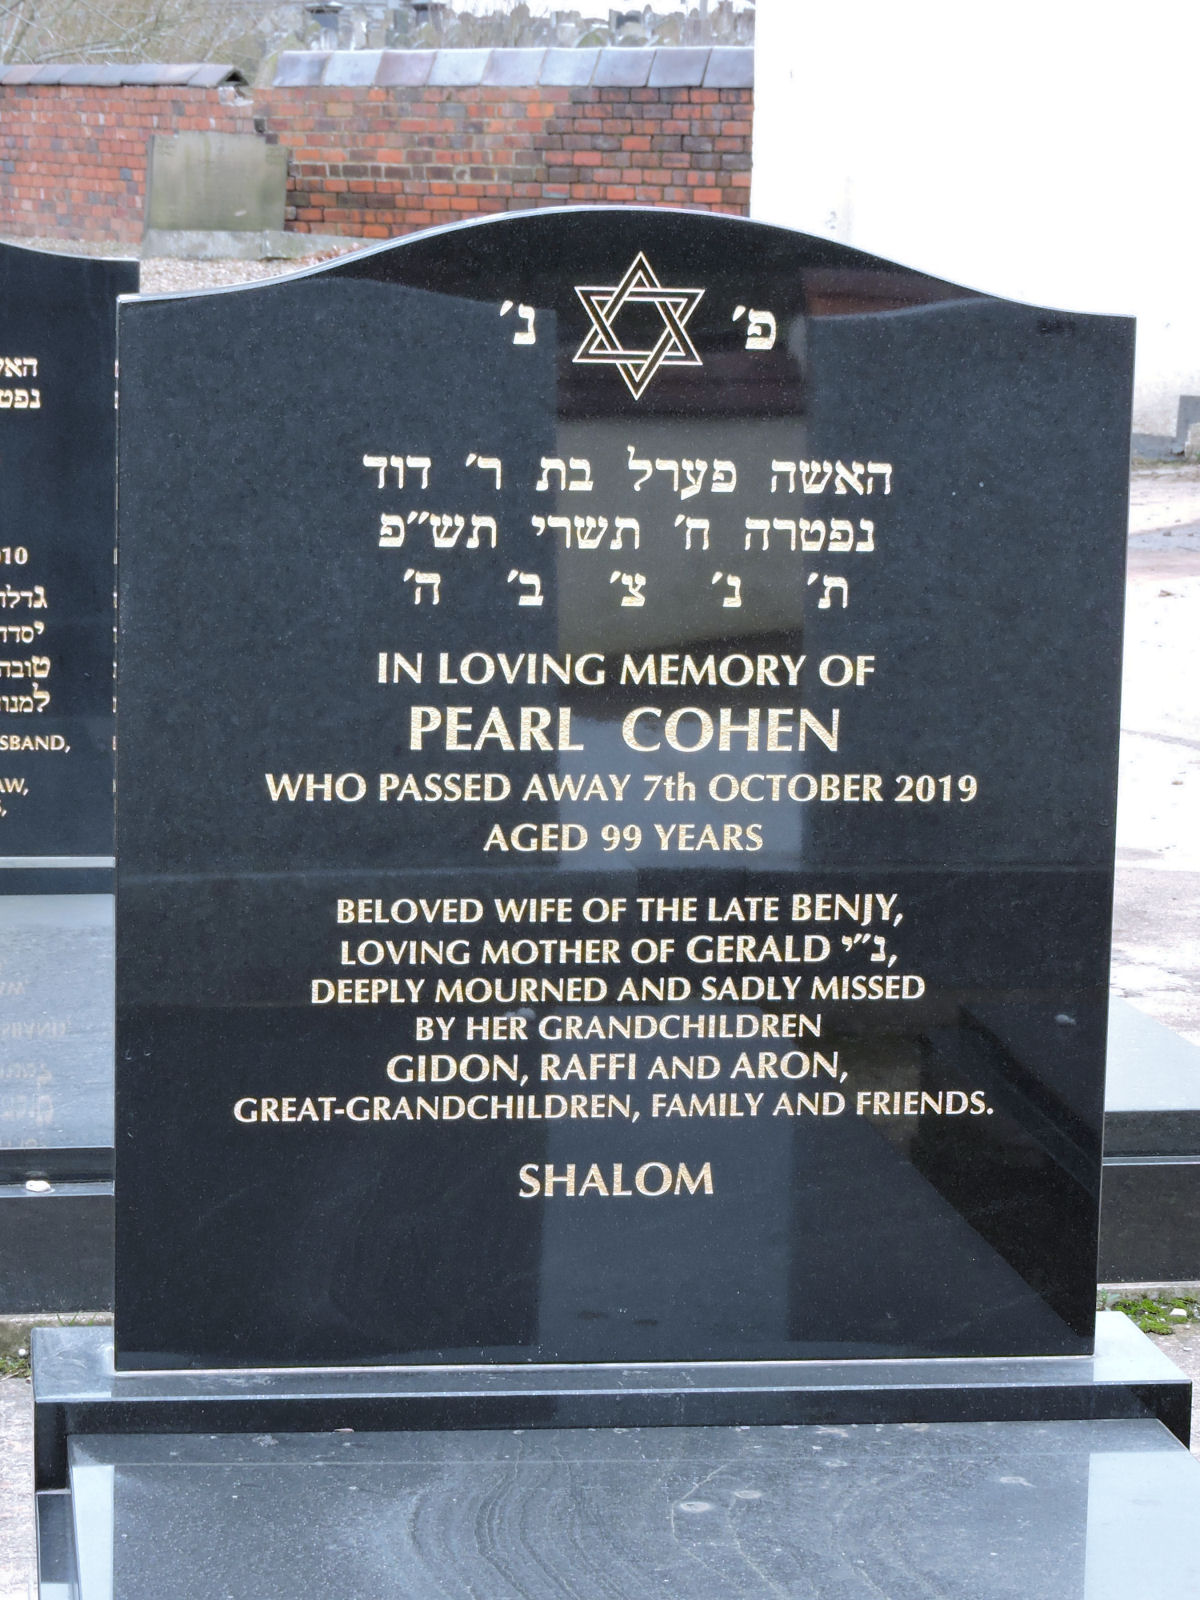 פ׳ נ׳
האשה פערל בת ר׳ דוד
נפטרה ח׳ תשרי תש״פ
ת׳ נ׳ צ׳ ב׳ ה׳
IN LOVING MEMORY OF
PEARL COHEN
WHO PASSED AWAY 7th OCTOBER 2019
AGED 99 YEARS
BELOVED WIFE OF THE LATE BENJY,
LOVING MOTHER OF GERALD נ״י,
DEEPLY MOURNED AND SADLY MISSED
BY HER GRANDCHILDREN
GIDON, RAFFI AND ARON,
GREAT-GRANDCHILDREN, FAMILY AND FRIENDS.
SHALOM